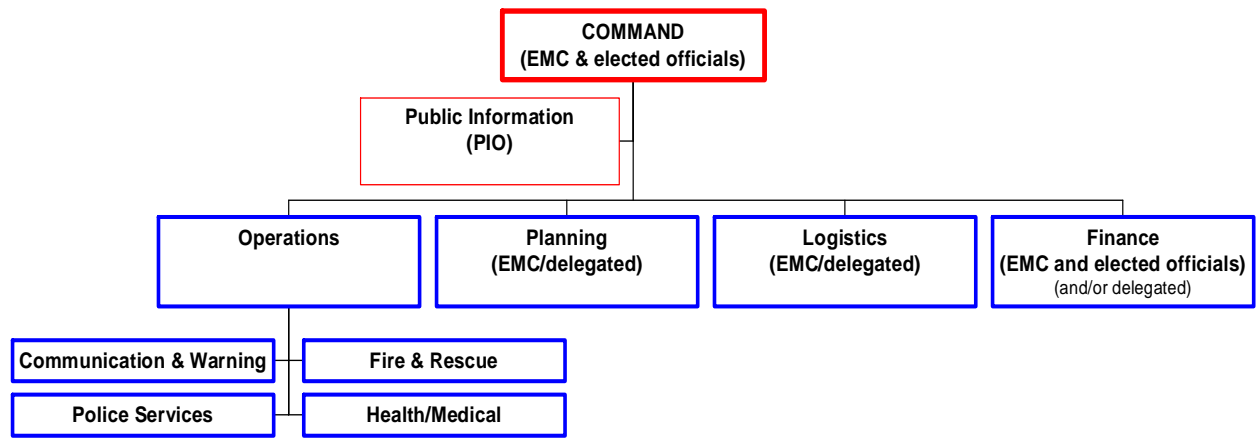 COMMAND
(EMC & elected officials)
Public Information
(PIO)
Operations
Planning
(EMC/delegated)
Logistics
(EMC/delegated)
Finance
(EMC and elected officials)
(and/or delegated)
Communication & Warning
Fire & Rescue
Police Services
Health/Medical